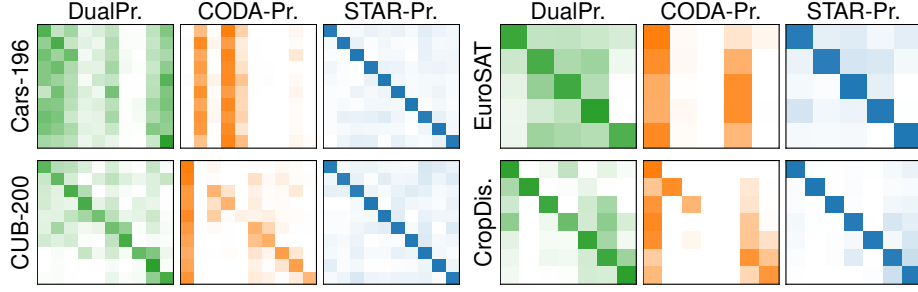 DualPr. CODA-Pr. STAR-Pr. DualPr. CODA-Pr. STAR-Pr.
Cars-196
EuroSAT
CUB-200
CropDis.